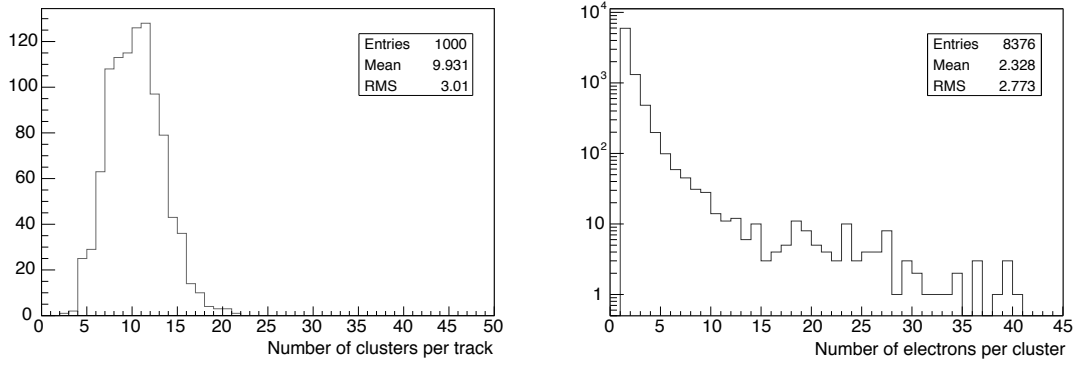 120
100
80
60
40
20
0
0 5 10 15 20 25 30 35 40 45 50
Number of clusters per track
Entries 1000
Mean 9.931
RMS 3.01
10^4
10^3
10^2
10
1
0 5 10 15 20 25 30 35 40 45
Number of electrons per cluster
Entries 8376
Mean 2.328
RMS 2.773